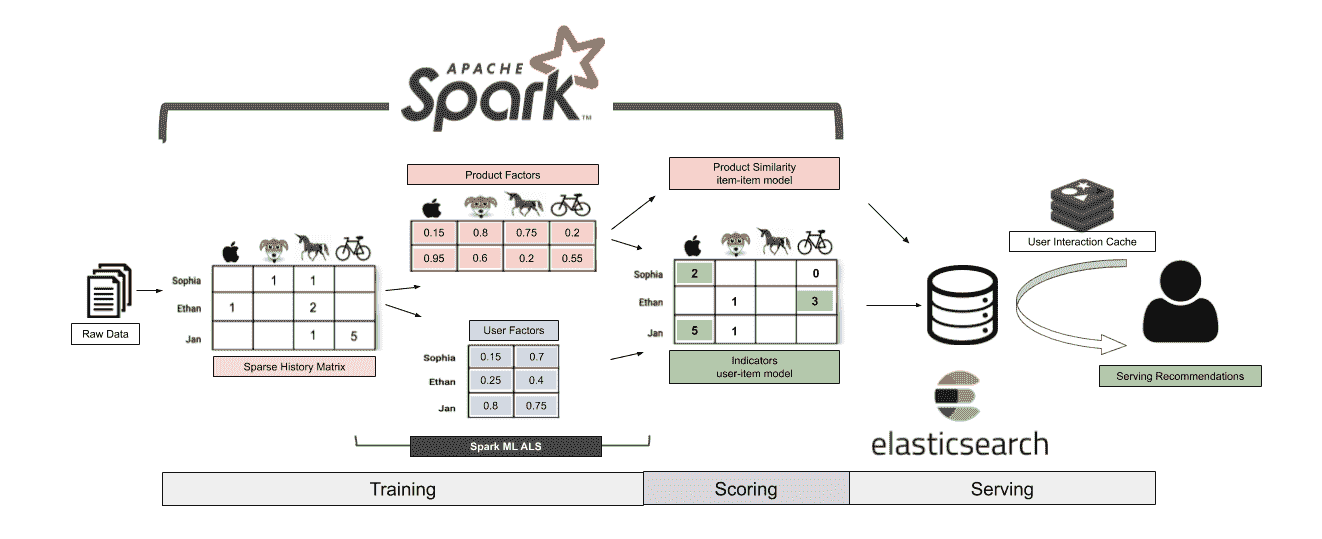 APACHE
Spark
TM
Product Factors
Product Similarity
item-item model
0.15 0.8 0.75 0.2
0.95 0.6 0.2 0.55
User Interaction Cache
Raw Data
Sophia 1 1
Ethan 1 2
Jan 1 5
Sparse History Matrix
User Factors
Sophia 0.15 0.7
Ethan 0.25 0.4
Jan 0.8 0.75
Spark ML ALS
Sophia 2 0
Ethan 1 3
Jan 5 1
Indicators
user-item model
Serving Recommendations
elasticsearch
Training
Scoring
Serving